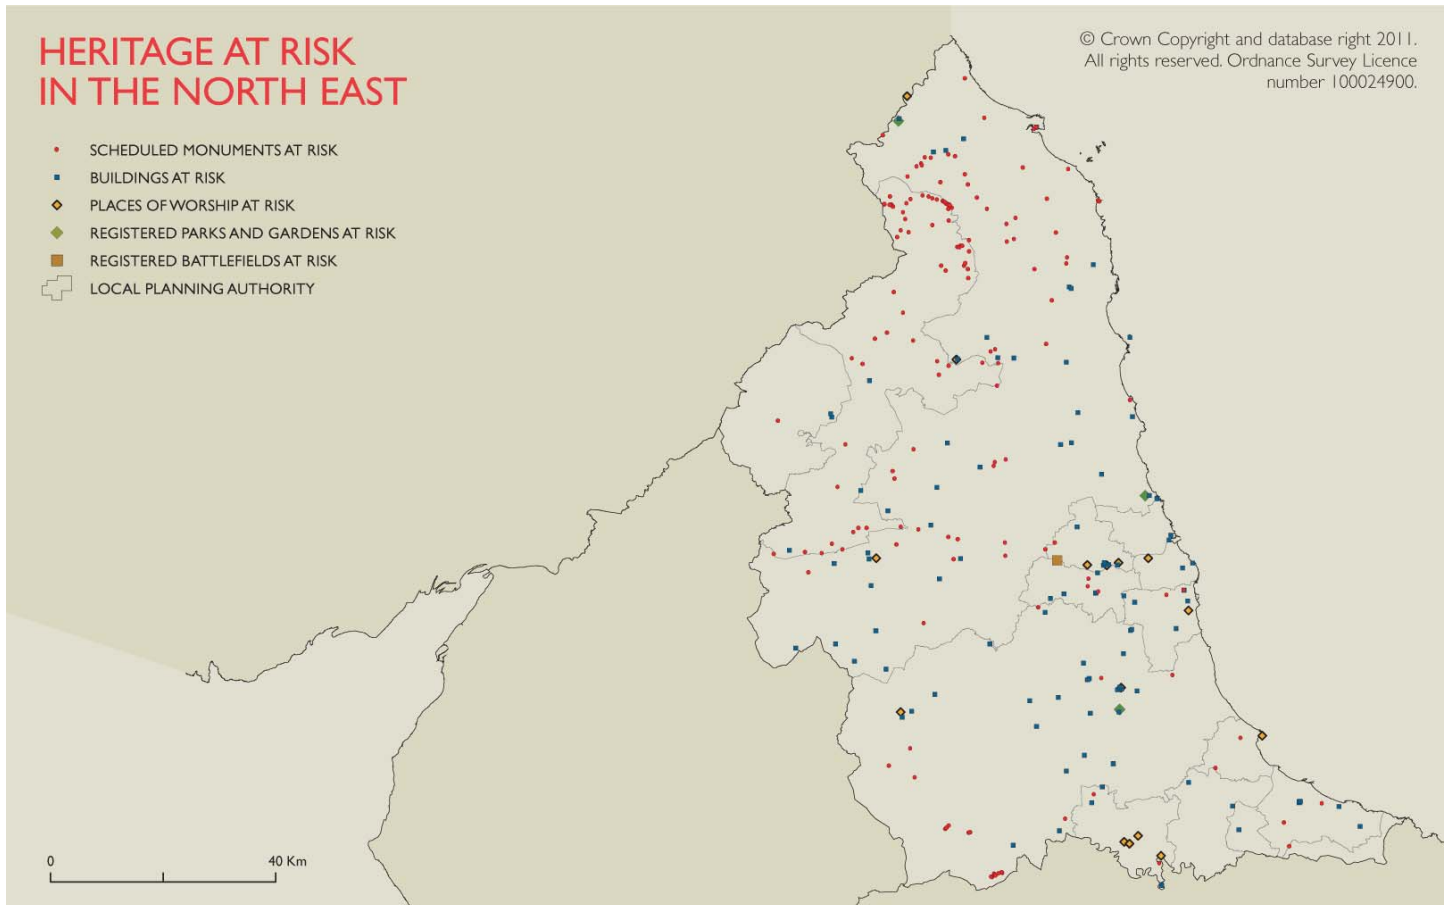 HERITAGE AT RISK
IN THE NORTH EAST
© Crown Copyright and database right 2011.
All rights reserved. Ordnance Survey Licence
number 100024900.
SCHEDULED MONUMENTS AT RISK
BUILDINGS AT RISK
PLACES OF WORSHIP AT RISK
REGISTERED PARKS AND GARDENS AT RISK
REGISTERED BATTLEFIELDS AT RISK
LOCAL PLANNING AUTHORITY
0 40 Km